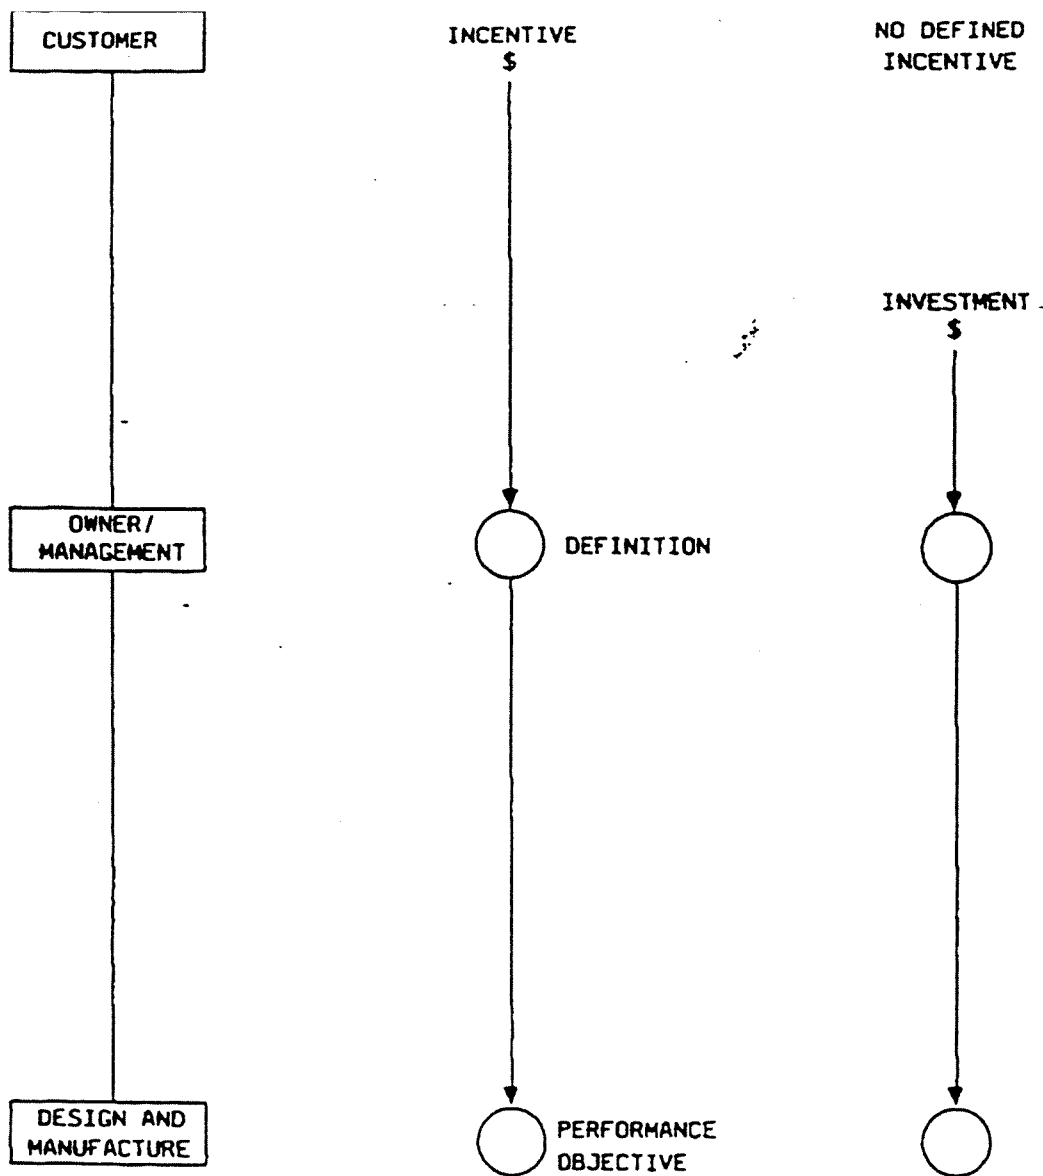 CUSTOMER
INCENTIVE
$
NO DEFINED
INCENTIVE
INVESTMENT
$
OWNER/
MANAGEMENT
DEFINITION
DESIGN AND
MANUFACTURE
PERFORMANCE
OBJECTIVE